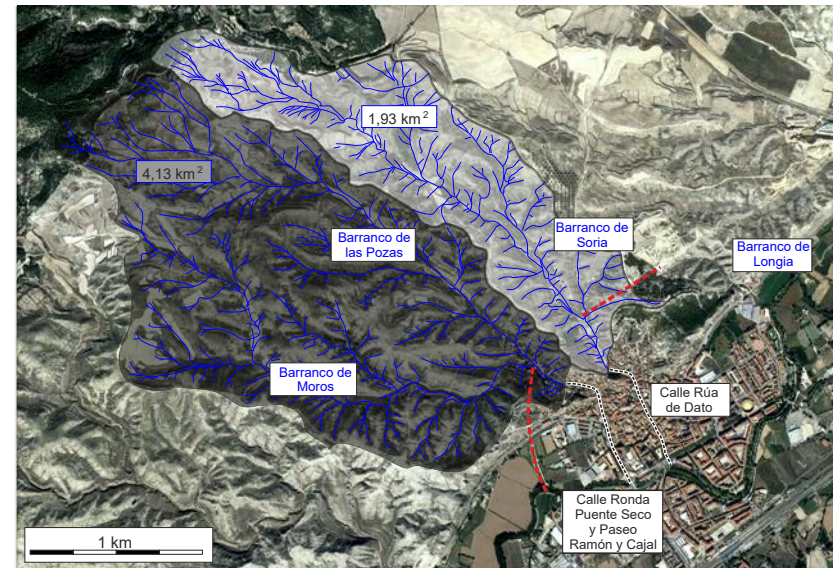 1,93 km²
4,13 km²
Barranco de
las Pozas
Barranco de
Soria
Barranco de
Longia
Barranco de
Moros
Calle Rúa
de Dato
Calle Ronda
Puente Seco
y Paseo
Ramón y Cajal
1 km